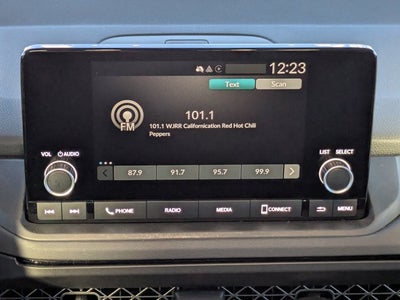 12:23
Text Scan
FM
101.1
101.1 WJRR Californication Red Hot Chili
Peppers
VOL AUDIO
LIST SELECT
87.9 91.7 95.7 99.9
PHONE RADIO MEDIA CONNECT MENU